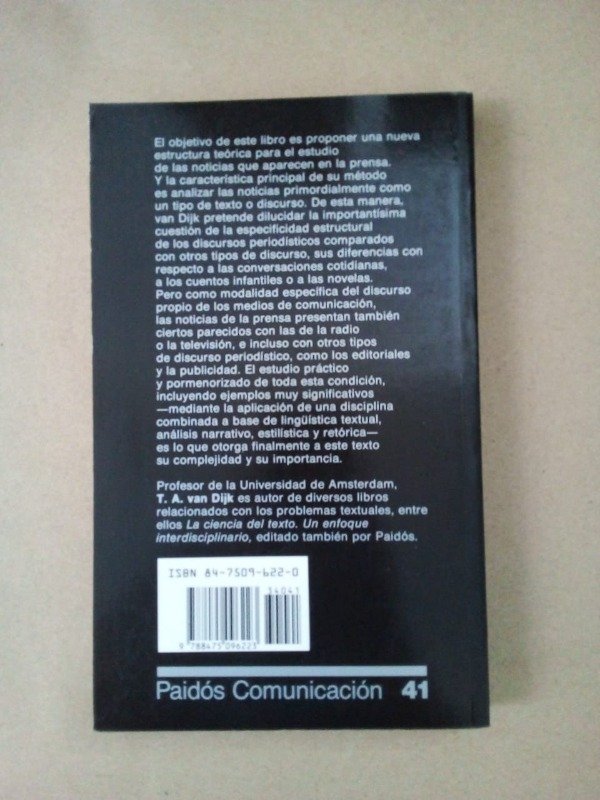 El objetivo de este libro es proponer una nueva
estructura teórica para el estudio
de las noticias que aparecen en la prensa.
Y la característica principal de su método
es analizar las noticias primordialmente como
un tipo de texto o discurso. De esta manera,
van Dijk pretende dilucidar la importantísima
cuestión de la especificidad estructural
de los discursos periodísticos comparados
con otros tipos de discurso, sus diferencias con
respecto a las conversaciones cotidianas,
a los cuentos infantiles o a las novelas.
Pero como modalidad específica del discurso
propio de los medios de comunicación,
las noticias de la prensa presentan también
ciertos parecidos con las de la radio
o la televisión, e incluso con otros tipos
de discurso periodístico, como los editoriales
y la publicidad. El estudio práctico
y pormenorizado de toda esta condición,
incluyendo ejemplos muy significativos
—mediante la aplicación de una disciplina
combinada a base de lingüística textual,
análisis narrativo, estilística y retórica—
es lo que otorga finalmente a este texto
su complejidad y su importancia.
Profesor de la Universidad de Amsterdam,
T. A. van Dijk es autor de diversos libros
relacionados con los problemas textuales, entre
ellos La ciencia del texto. Un enfoque
interdisciplinario, editado también por Paidós.
ISBN 84-7509-622-0
34041
9 788475 096223
Paidós Comunicación 41